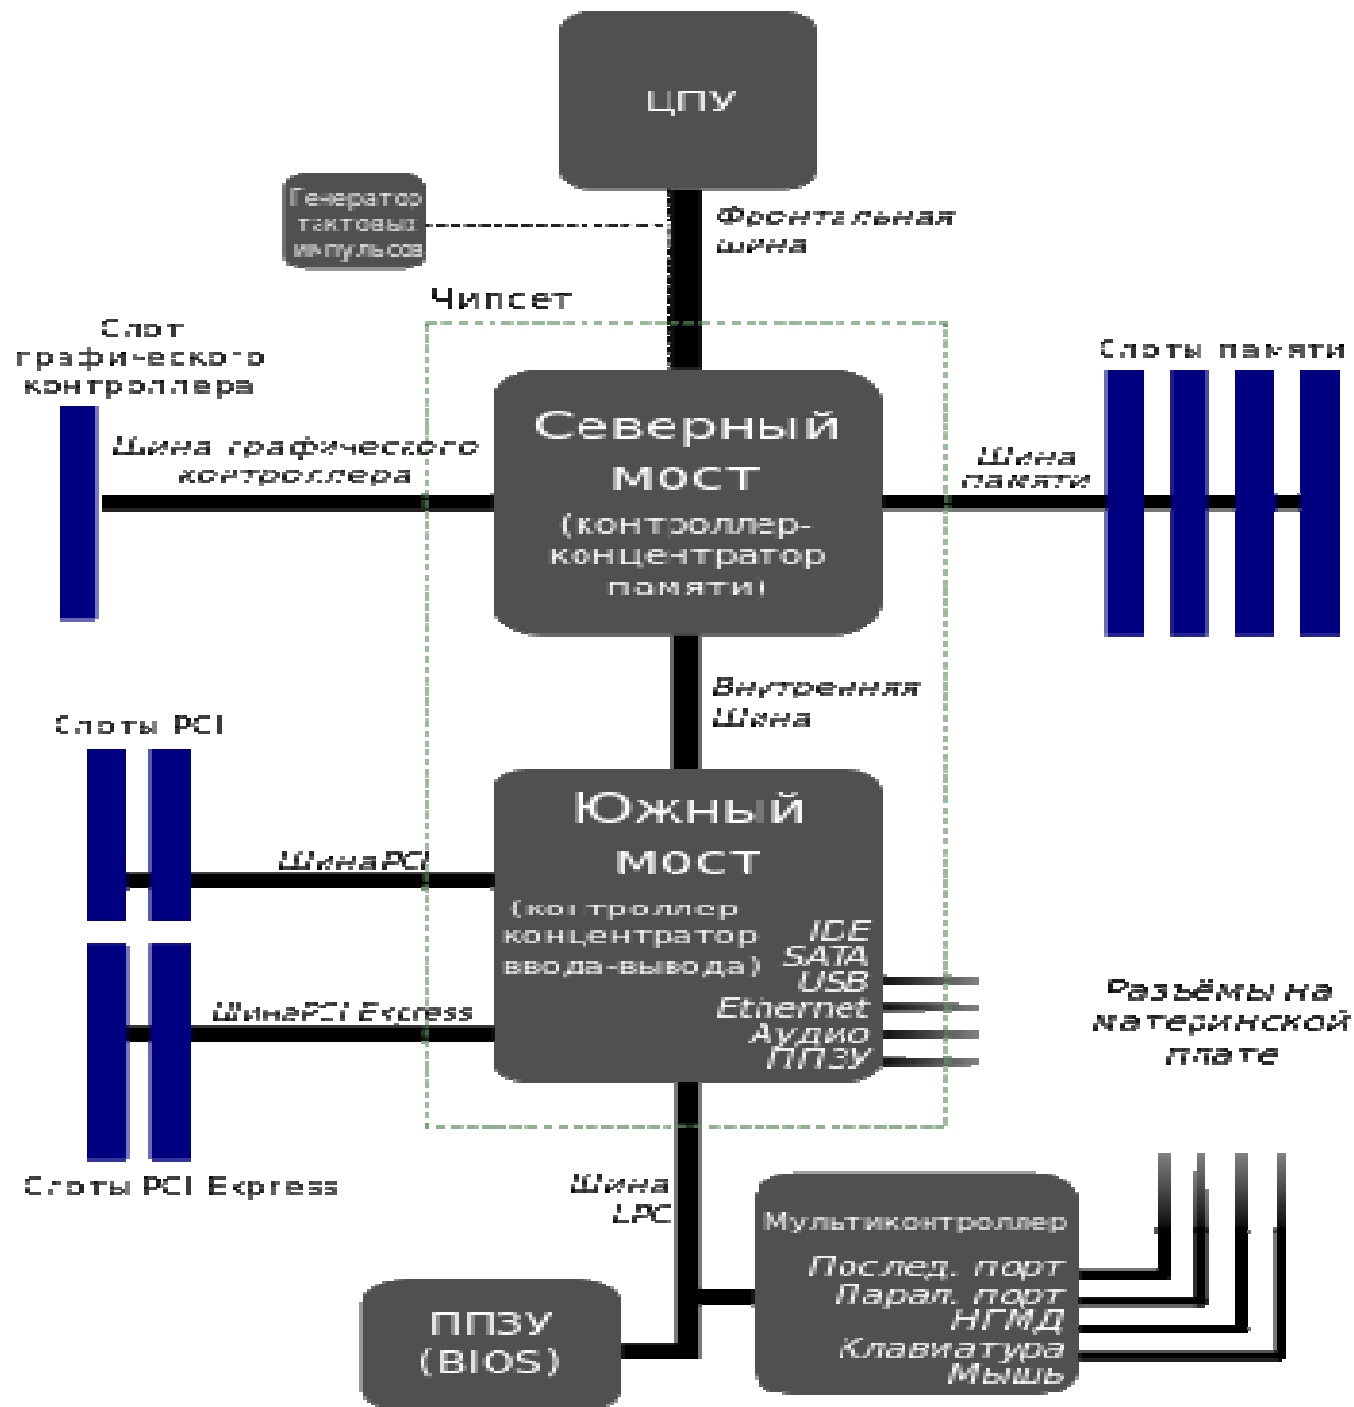 ЦПУ
Генератор
тактовых
импульсов
Фронтальная
шина
Чипсет
Слот
графического
контроллера
Слоты памяти
Шина графического
контроллера
Северный
мост
(контроллер-
концентратор
памяти)
Шина
памяти
Внутренняя
Шина
Слоты PCI
Южный
мост
(контроллер
концентратор
ввода-вывода)
IDE
SATA
USB
Ethernet
Аудио
ППЗУ
ШинаPCI
ШинаPCI Express
Слоты PCI Express
Разъёмы на
материнской
плате
Шина
LPC
Мультиконтроллер
Послед. порт
Парал. порт
НГМД
Клавиатура
Мышь
ППЗУ
(BIOS)